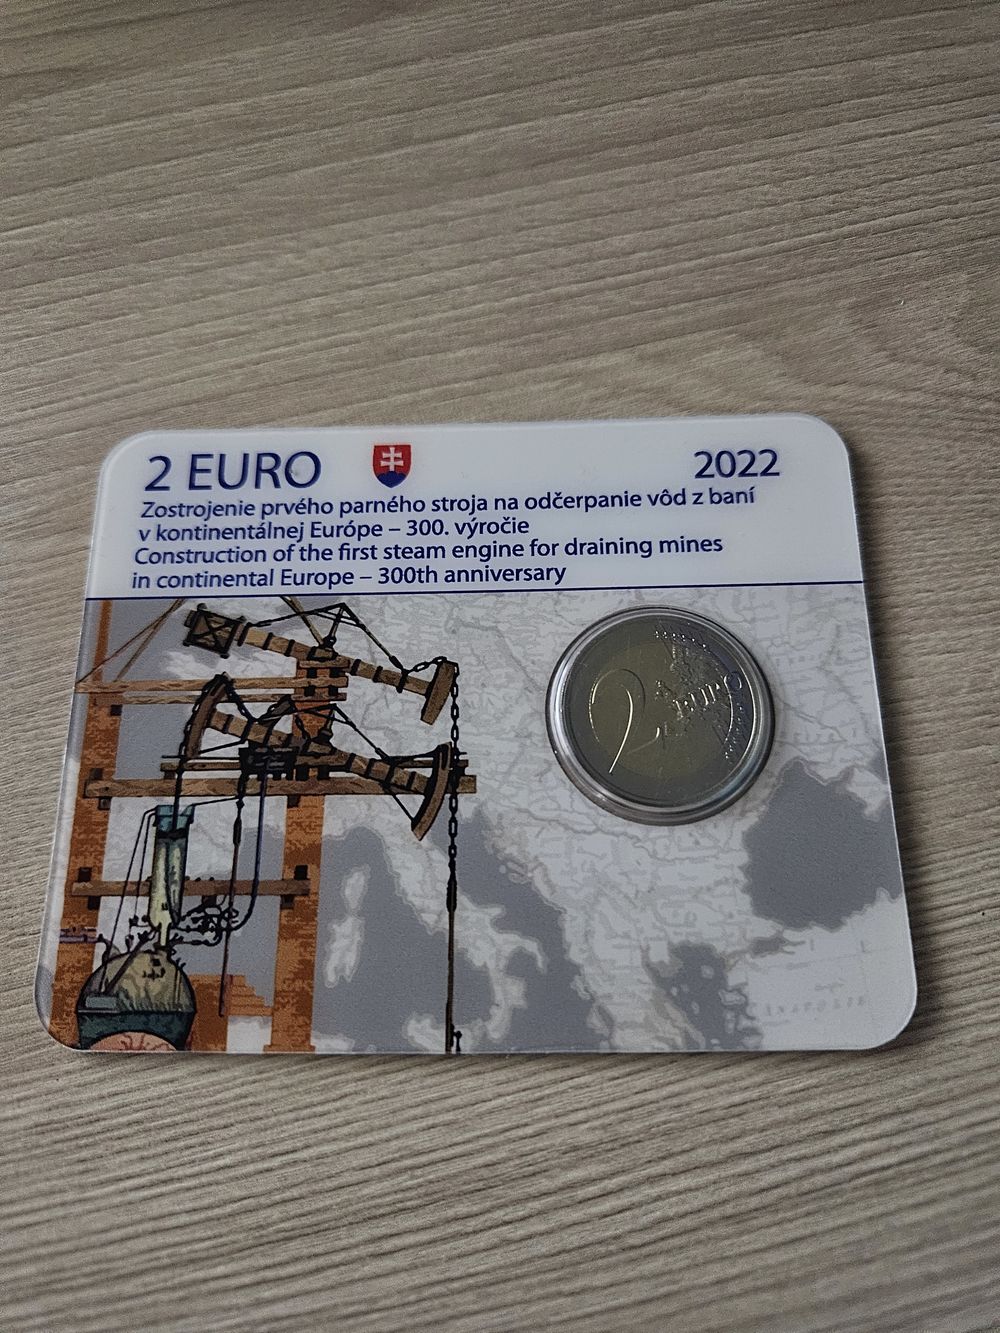 2 EURO
2022
Zostrojenie prvého parného stroja na odčerpanie vôd z baní
v kontinentálnej Európe – 300. výročie
Construction of the first steam engine for draining mines
in continental Europe – 300th anniversary
2 EURO